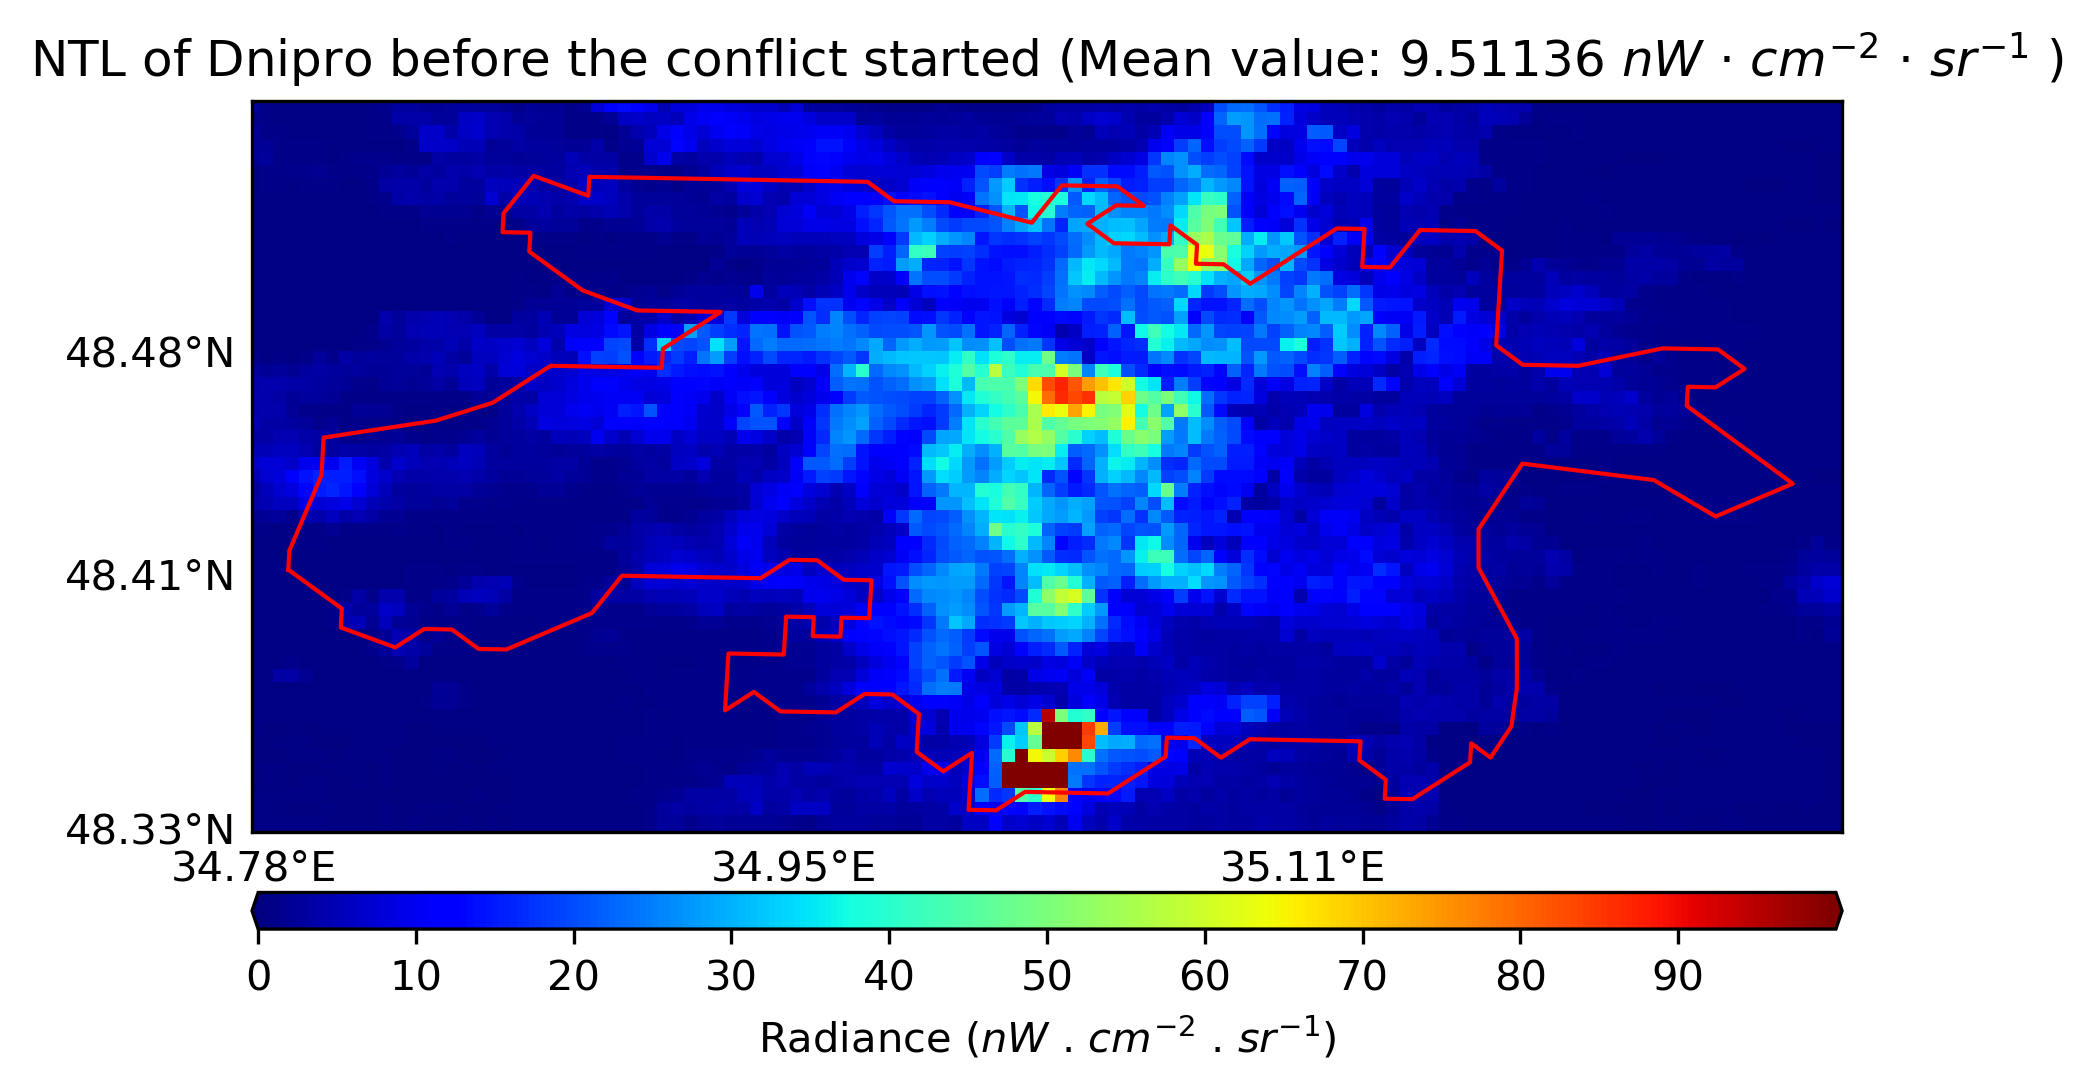 NTL of Dnipro before the conflict started (Mean value: 9.51136 nW · cm⁻² · sr⁻¹ )
48.48°N
48.41°N
48.33°N
34.78°E 34.95°E 35.11°E
0 10 20 30 40 50 60 70 80 90
Radiance (nW . cm⁻² . sr⁻¹)